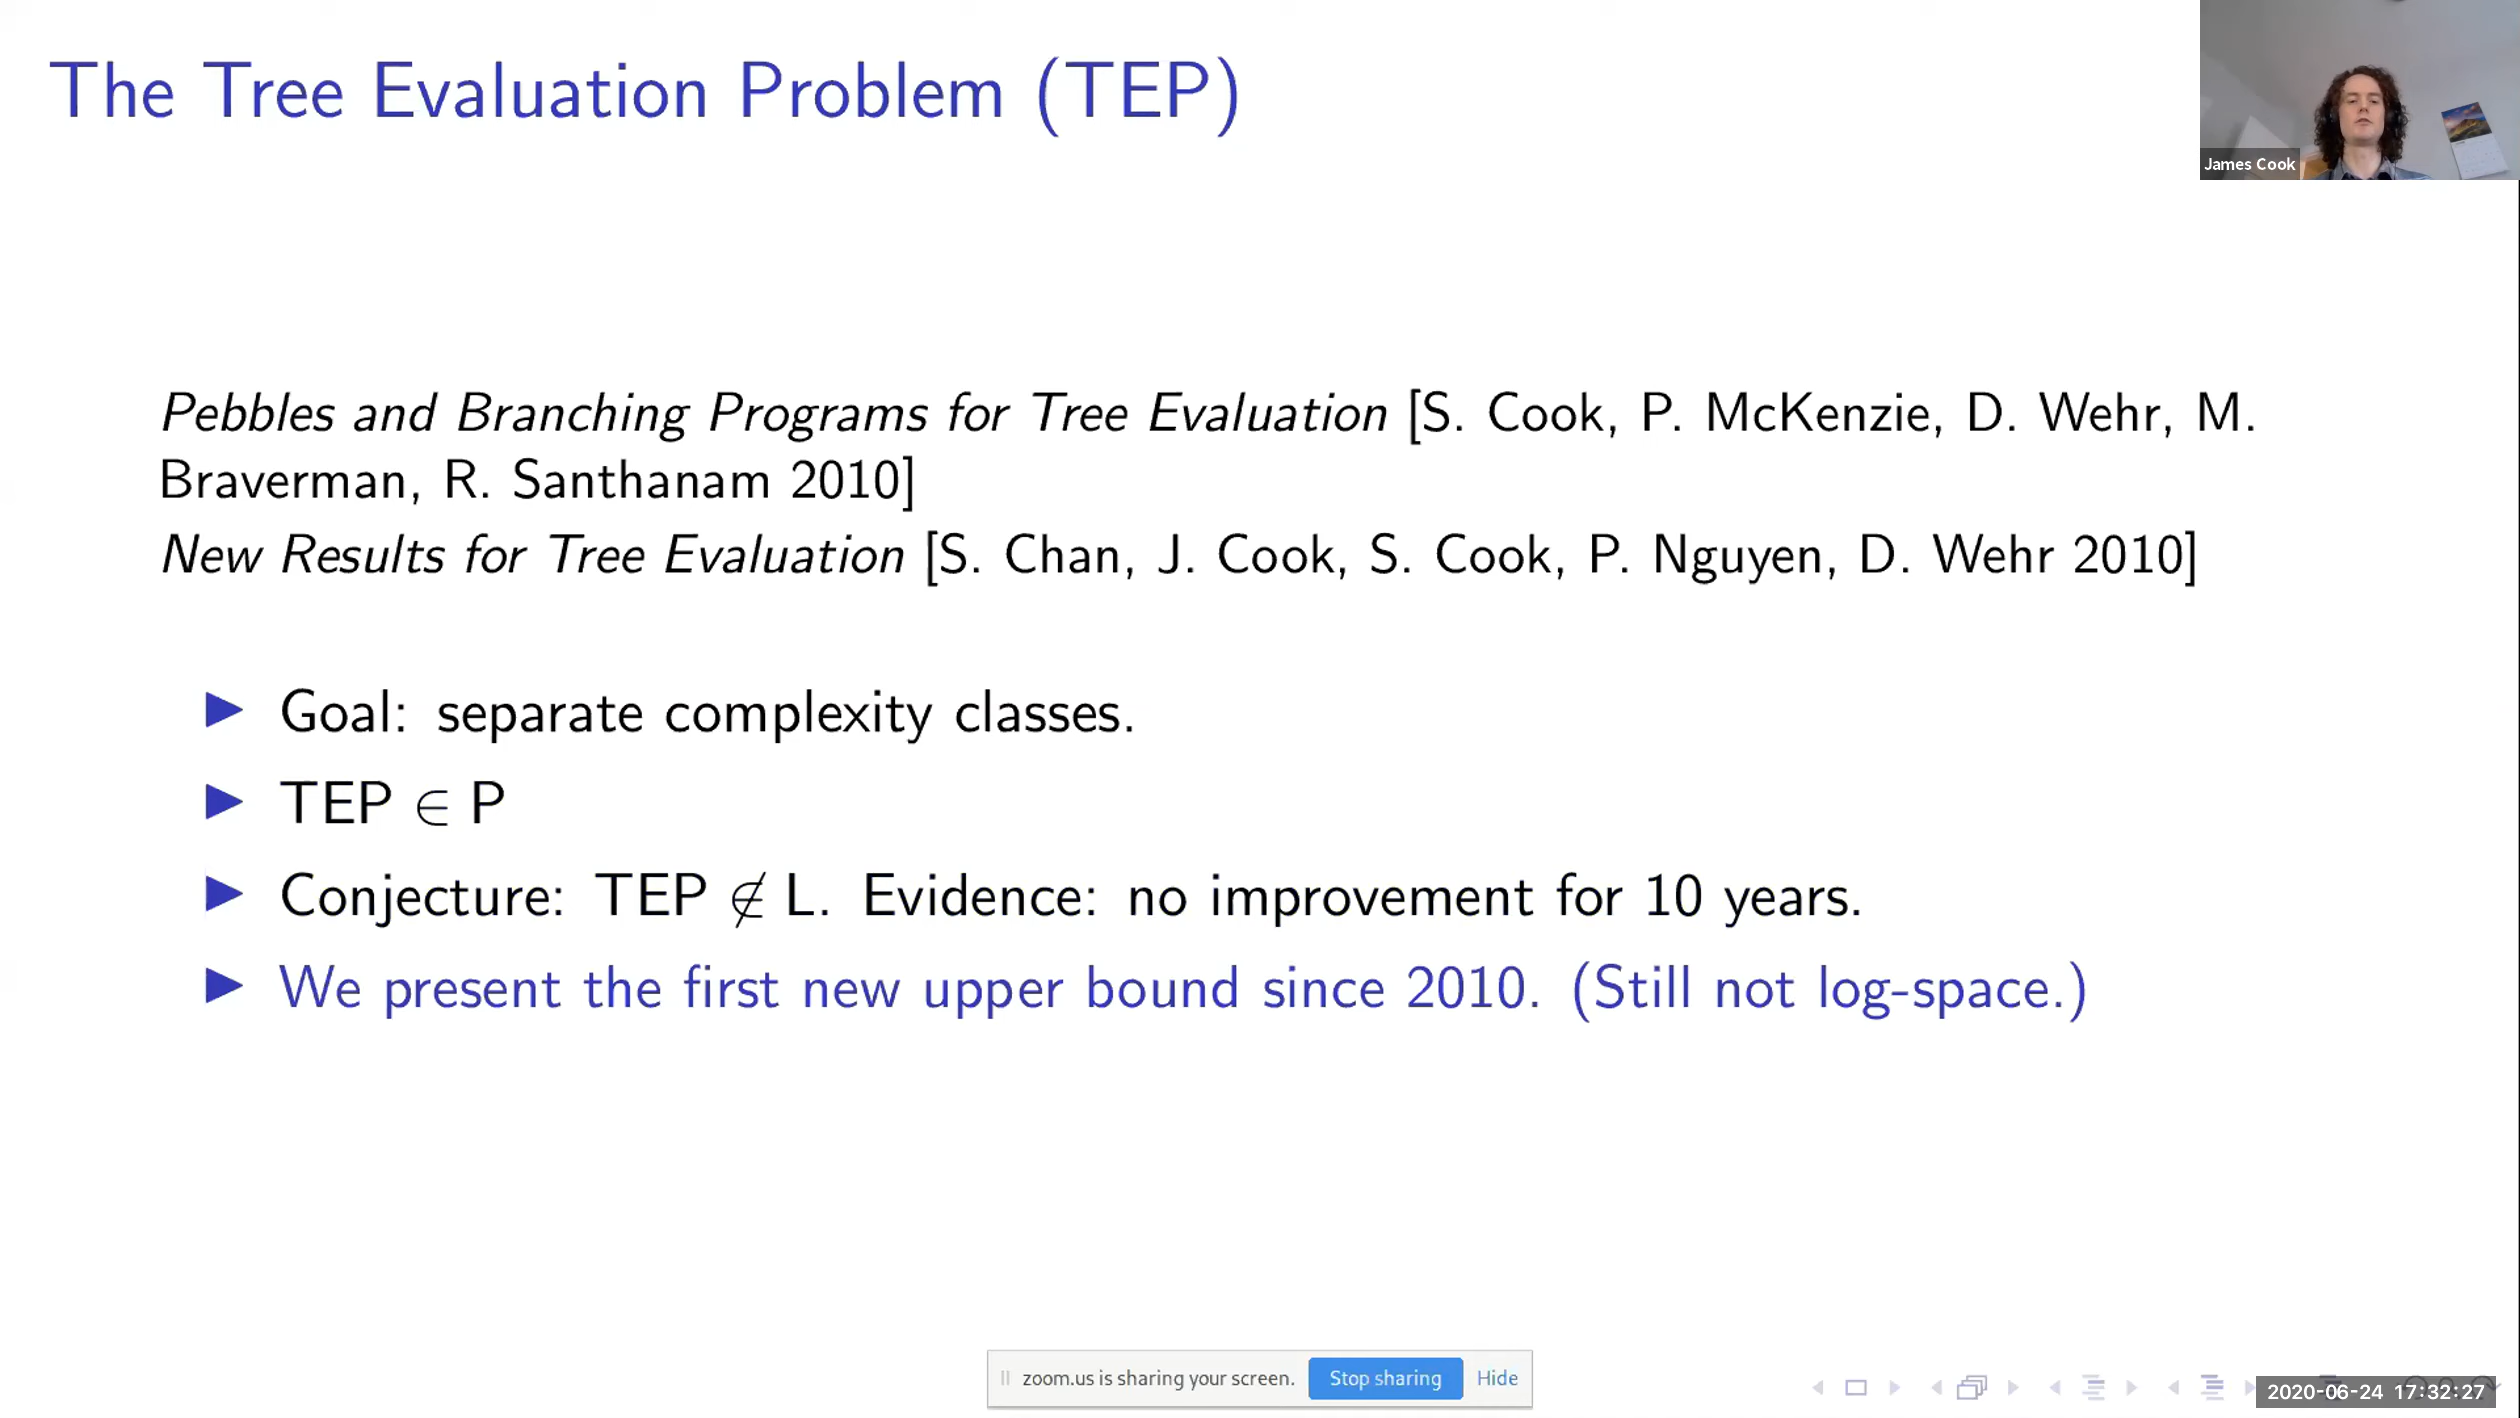 The Tree Evaluation Problem (TEP)
James Cook
Pebbles and Branching Programs for Tree Evaluation [S. Cook, P. McKenzie, D. Wehr, M.
Braverman, R. Santhanam 2010]
New Results for Tree Evaluation [S. Chan, J. Cook, S. Cook, P. Nguyen, D. Wehr 2010]
Goal: separate complexity classes.
TEP ∈ P
Conjecture: TEP ∉ L. Evidence: no improvement for 10 years.
We present the first new upper bound since 2010. (Still not log-space.)
zoom.us is sharing your screen. Stop sharing Hide
2020-06-24 17:32:27